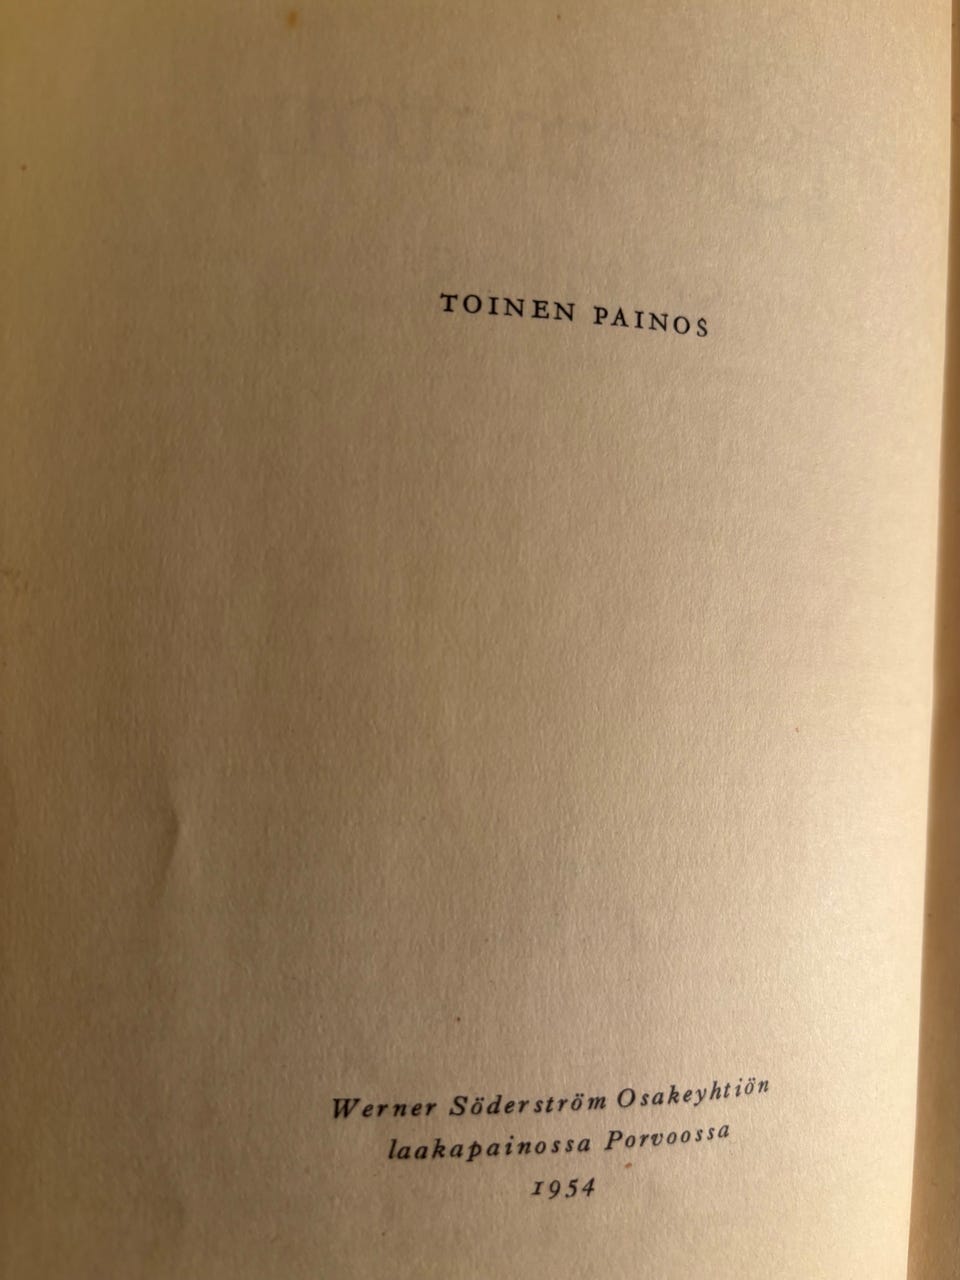 TOINEN PAINOS
Werner Söderström Osakeyhtiön
laakapainossa Porvoossa
1954